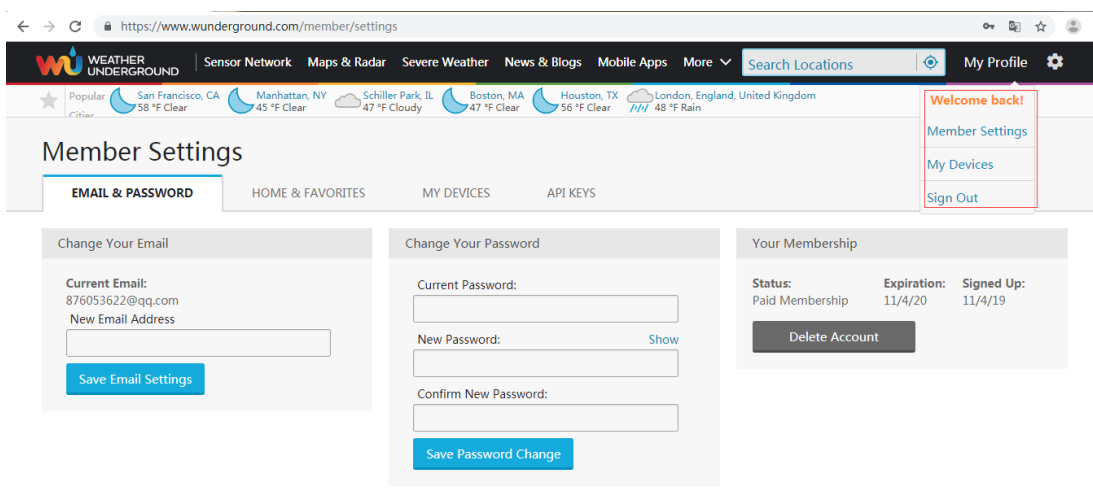 https://www.wunderground.com/member/settings
WEATHER UNDERGROUND
Sensor Network Maps & Radar Severe Weather News & Blogs Mobile Apps More Search Locations My Profile
Popular Cities
San Francisco, CA
58 °F Clear
Manhattan, NY
45 °F Clear
Schiller Park, IL
47 °F Cloudy
Boston, MA
47 °F Clear
Houston, TX
56 °F Clear
London, England, United Kingdom
48 °F Rain
Welcome back!
Member Settings
My Devices
Sign Out
Member Settings
EMAIL & PASSWORD HOME & FAVORITES MY DEVICES API KEYS
Change Your Email
Current Email:
876053622@qq.com
New Email Address
Save Email Settings
Change Your Password
Current Password:
New Password: Show
Confirm New Password:
Save Password Change
Your Membership
Status: Expiration: Signed Up:
Paid Membership 11/4/20 11/4/19
Delete Account